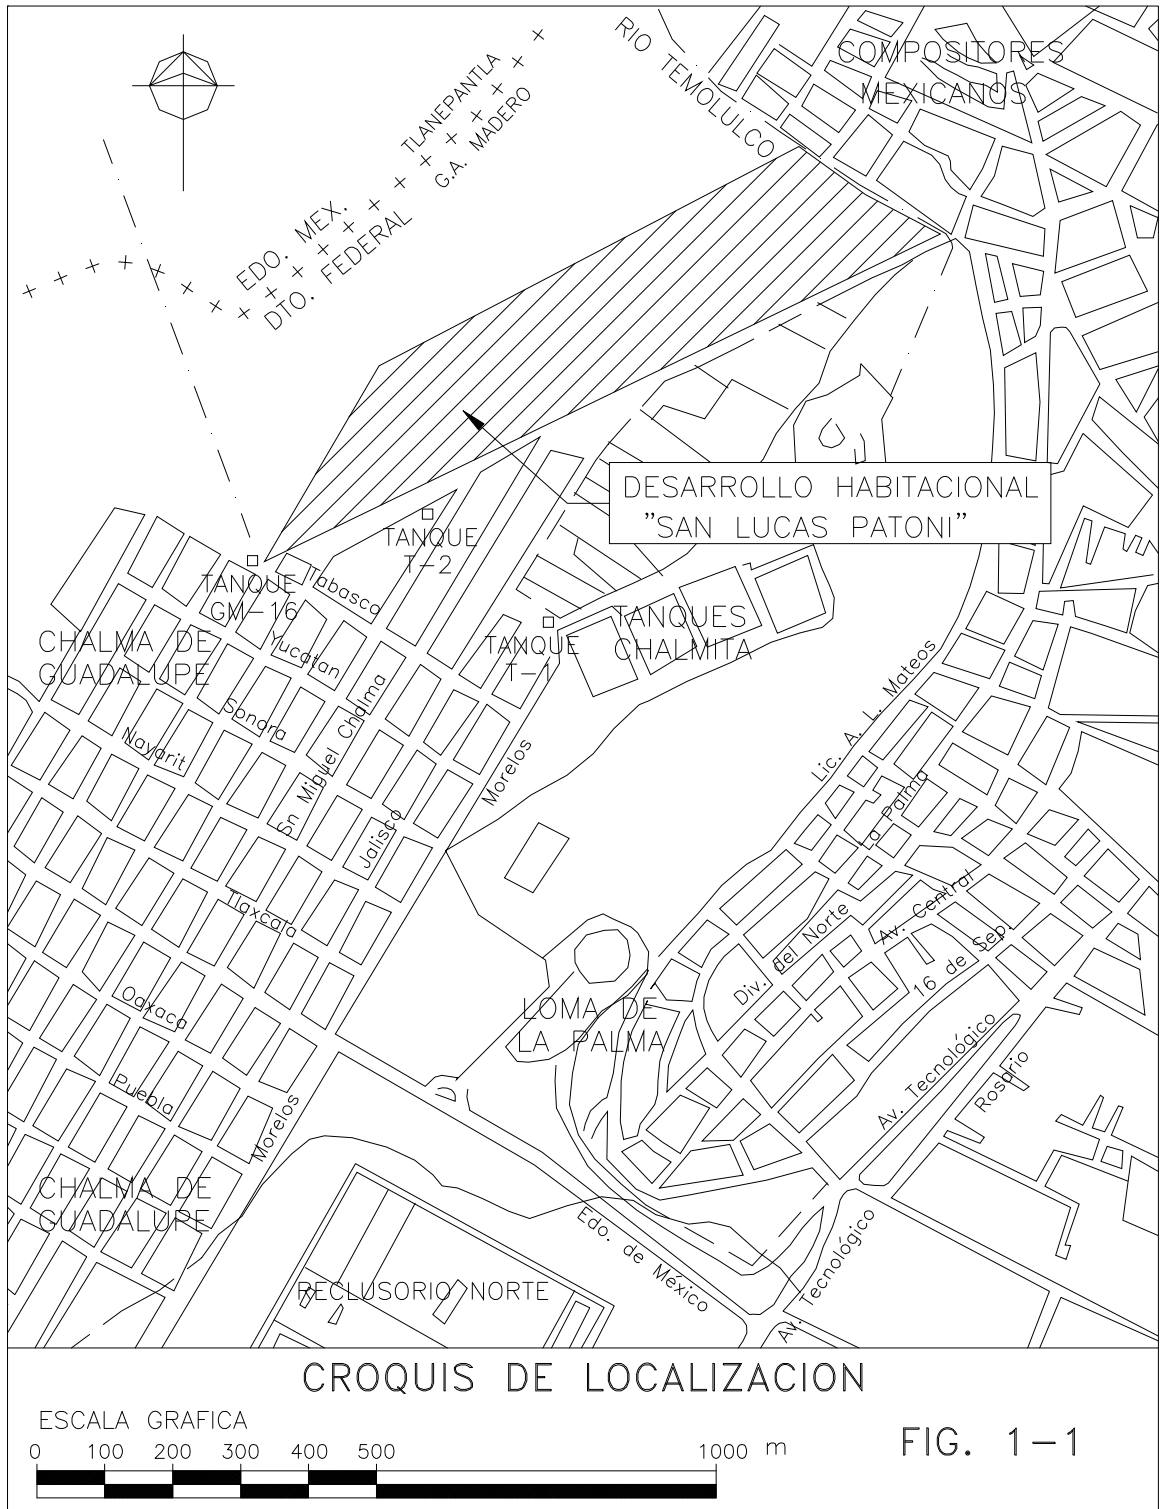 RIO TEMOLULCO
COMPOSITORES
MEXICANOS
TLANEPANTLA
G.A. MADERO
EDO. MEX.
DTO. FEDERAL
DESARROLLO HABITACIONAL
"SAN LUCAS PATONI"
TANQUE
T-2
TANQUE
GM-16
Tabasco
TANQUE
T-1
TANQUES
CHALMITA
CHALMA DE
GUADALUPE
Yucatan
Sonora
Nayarit
Sn Miguel Chalma
Jalisco
Morelos
Lic. A. L. Mateos
La Palma
Tlaxcala
Div. del Norte
Av. Central
16 de Sep.
Oaxaca
LOMA DE
LA PALMA
Av. Tecnológico
Rosario
Puebla
Morelos
CHALMA DE
GUADALUPE
Edo. de México
Av. Tecnológico
RECLUSORIO NORTE
CROQUIS DE LOCALIZACION
ESCALA GRAFICA
0 100 200 300 400 500 1000 m
FIG. 1-1